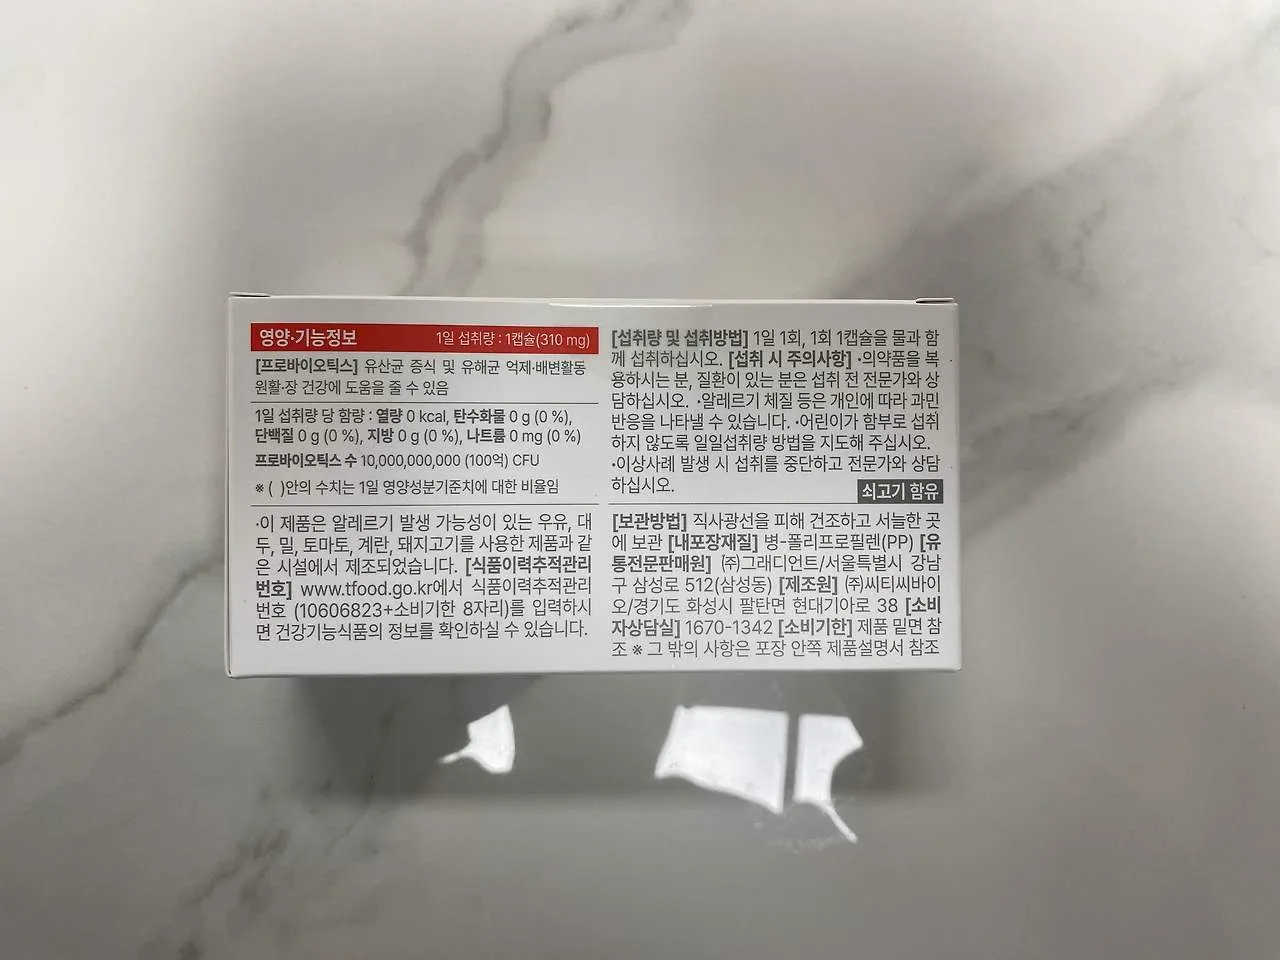 영양·기능정보 1일 섭취량 : 1캡슐(310 mg)
[프로바이오틱스] 유산균 증식 및 유해균 억제·배변활동
원활·장 건강에 도움을 줄 수 있음
1일 섭취량 당 함량 : 열량 0 kcal, 탄수화물 0 g (0 %),
단백질 0 g (0 %), 지방 0 g (0 %), 나트륨 0 mg (0 %)
프로바이오틱스 수 10,000,000,000 (100억) CFU
※ ( )안의 수치는 1일 영양성분기준치에 대한 비율임
·이 제품은 알레르기 발생 가능성이 있는 우유, 대
두, 밀, 토마토, 계란, 돼지고기를 사용한 제품과 같
은 시설에서 제조되었습니다. [식품이력추적관리
번호] www.tfood.go.kr에서 식품이력추적관리
번호 (10606823+소비기한 8자리)를 입력하시
면 건강기능식품의 정보를 확인하실 수 있습니다.
[섭취량 및 섭취방법] 1일 1회, 1회 1캡슐을 물과 함
께 섭취하십시오. [섭취 시 주의사항] ·의약품을 복
용하시는 분, 질환이 있는 분은 섭취 전 전문가와 상
담하십시오. ·알레르기 체질 등은 개인에 따라 과민
반응을 나타낼 수 있습니다. ·어린이가 함부로 섭취
하지 않도록 일일섭취량 방법을 지도해 주십시오.
·이상사례 발생 시 섭취를 중단하고 전문가와 상담
하십시오.
쇠고기 함유
[보관방법] 직사광선을 피해 건조하고 서늘한 곳
에 보관 [내포장재질] 병-폴리프로필렌(PP) [유
통전문판매원] ㈜그래디언트/서울특별시 강남
구 삼성로 512(삼성동) [제조원] ㈜씨티씨바이
오/경기도 화성시 팔탄면 현대기아로 38 [소비
자상담실] 1670-1342 [소비기한] 제품 밑면 참
조 ※ 그 밖의 사항은 포장 안쪽 제품설명서 참조